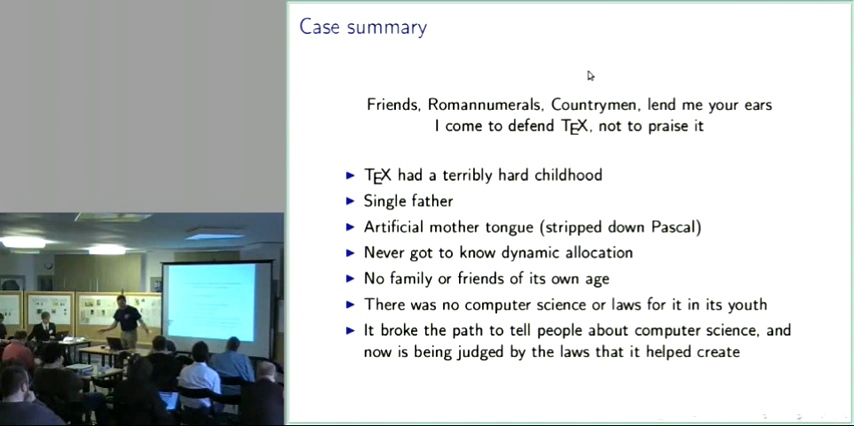 Case summary
Friends, Romannumerals, Countrymen, lend me your ears
I come to defend TEX, not to praise it
▶ TEX had a terribly hard childhood
▶ Single father
▶ Artificial mother tongue (stripped down Pascal)
▶ Never got to know dynamic allocation
▶ No family or friends of its own age
▶ There was no computer science or laws for it in its youth
▶ It broke the path to tell people about computer science, and
now is being judged by the laws that it helped create